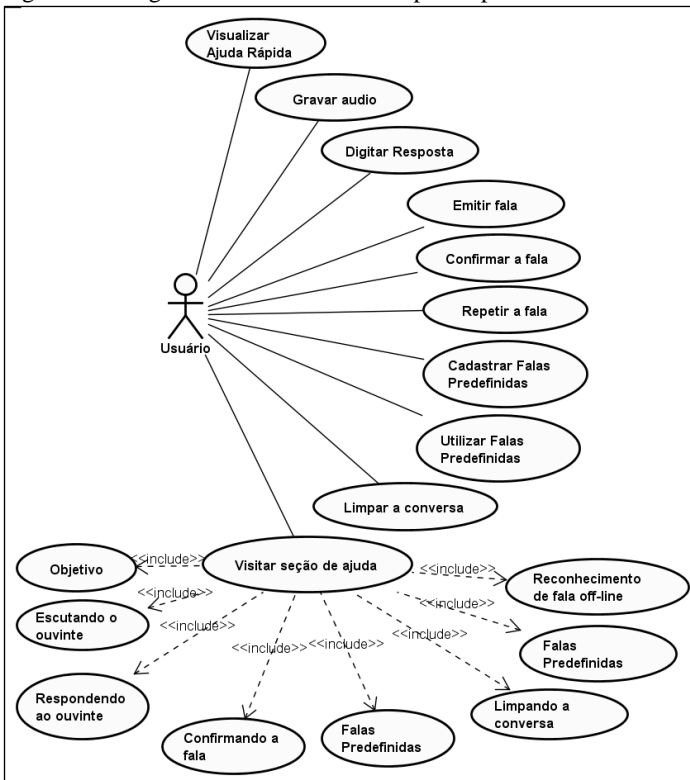 Visualizar
Ajuda Rápida
Gravar audio
Digitar Resposta
Emitir fala
Confirmar a fala
Repetir a fala
Usuário
Cadastrar Falas
Predefinidas
Utilizar Falas
Predefinidas
Limpar a conversa
Visitar seção de ajuda
<<include>>
<<include>>
Objetivo
Reconhecimento
de fala off-line
<<include>>
<<include>>
Escutando o
ouvinte
<<include>>
<<include>>
<<include>>
<<include>>
Falas
Predefinidas
Respondendo
ao ouvinte
Limpando a
conversa
Confirmando a
fala
Falas
Predefinidas